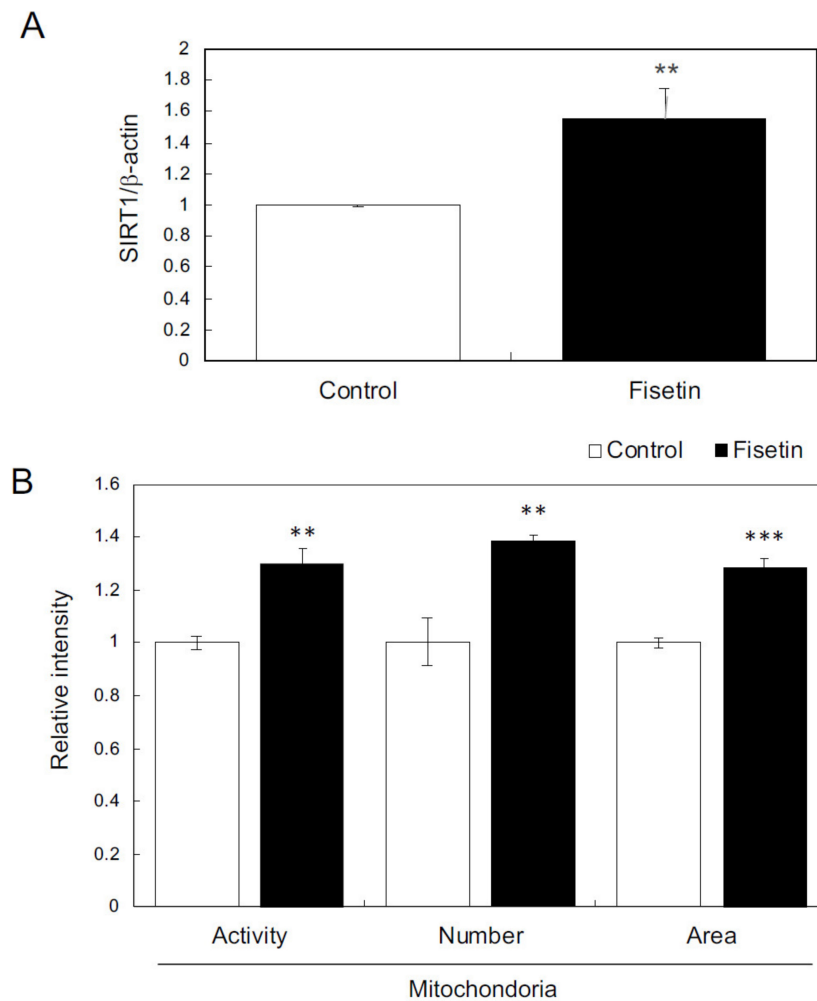 A
SIRT1/β-actin
2
1.8
1.6
1.4
1.2
1
0.8
0.6
0.4
0.2
0
**
Control Fisetin
Control Fisetin
B
Relative intensity
1.6
1.4
1.2
1
0.8
0.6
0.4
0.2
0
** ** ***
Activity Number Area
Mitochondoria